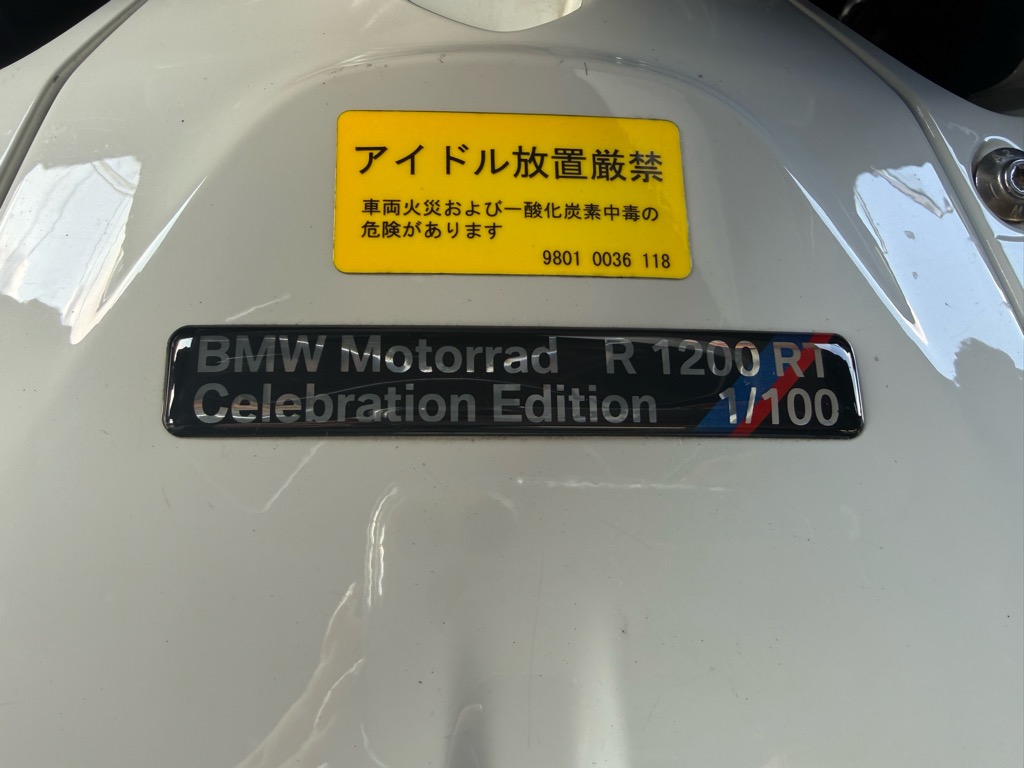 アイドル放置厳禁
車両火災および一酸化炭素中毒の
危険があります
9801 0036 118
BMW Motorrad R 1200 RT
Celebration Edition 1/100